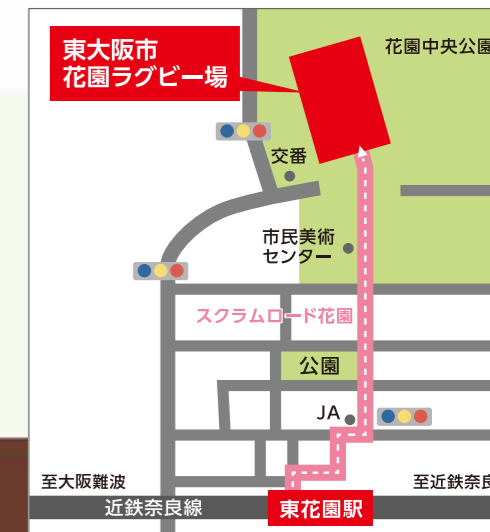 東大阪市
花園ラグビー場
花園中央公園
交番
市民美術
センター
スクラムロード花園
公園
JA
至大阪難波
至近鉄奈良
近鉄奈良線
東花園駅